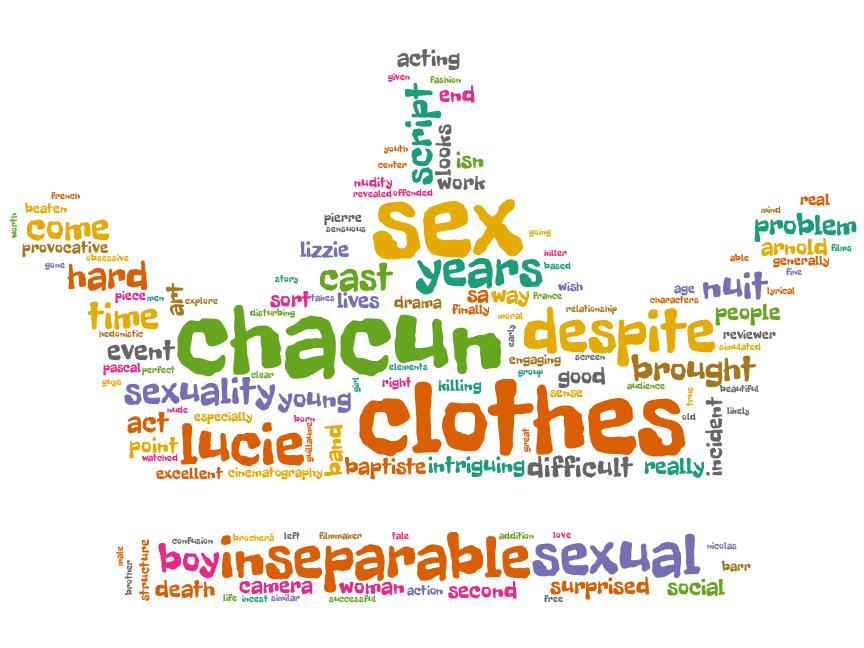 acting
given fashion
end
script
looks
youth
center
isn
nudity work
revealed offended
french
beaten
worth
come
provocative
obsessive
gone
hard
piece men
art
explore
time
hedonistic
event
pascal perfect
guys
pierre
sensuous
sex
going
lizzie
killer
based
story
cast years
wish
sort takes lives drama
sa way france
finally
disturbing
moral
relationship
real
mind
problem
arnold films
able generally
fine
age nuit lyrical
characters
people
reviewer
simulated
chacun
early
despite
engaging screen
brought
elements
group
good
clear
sexuality young
girl
right killing
sense
audience
beautiful
true
nude
act especially
born
point
watched
lucie
guillaume
band
clothes
great
old
likely
incident
excellent cinematography
baptiste intriguing difficult really
confusion brocherà left filmmaker tale addition love
male
brother
structure
boy inseparable sexual
nicolas
barr
death camera woman action second surprised social
life incest similar successful free